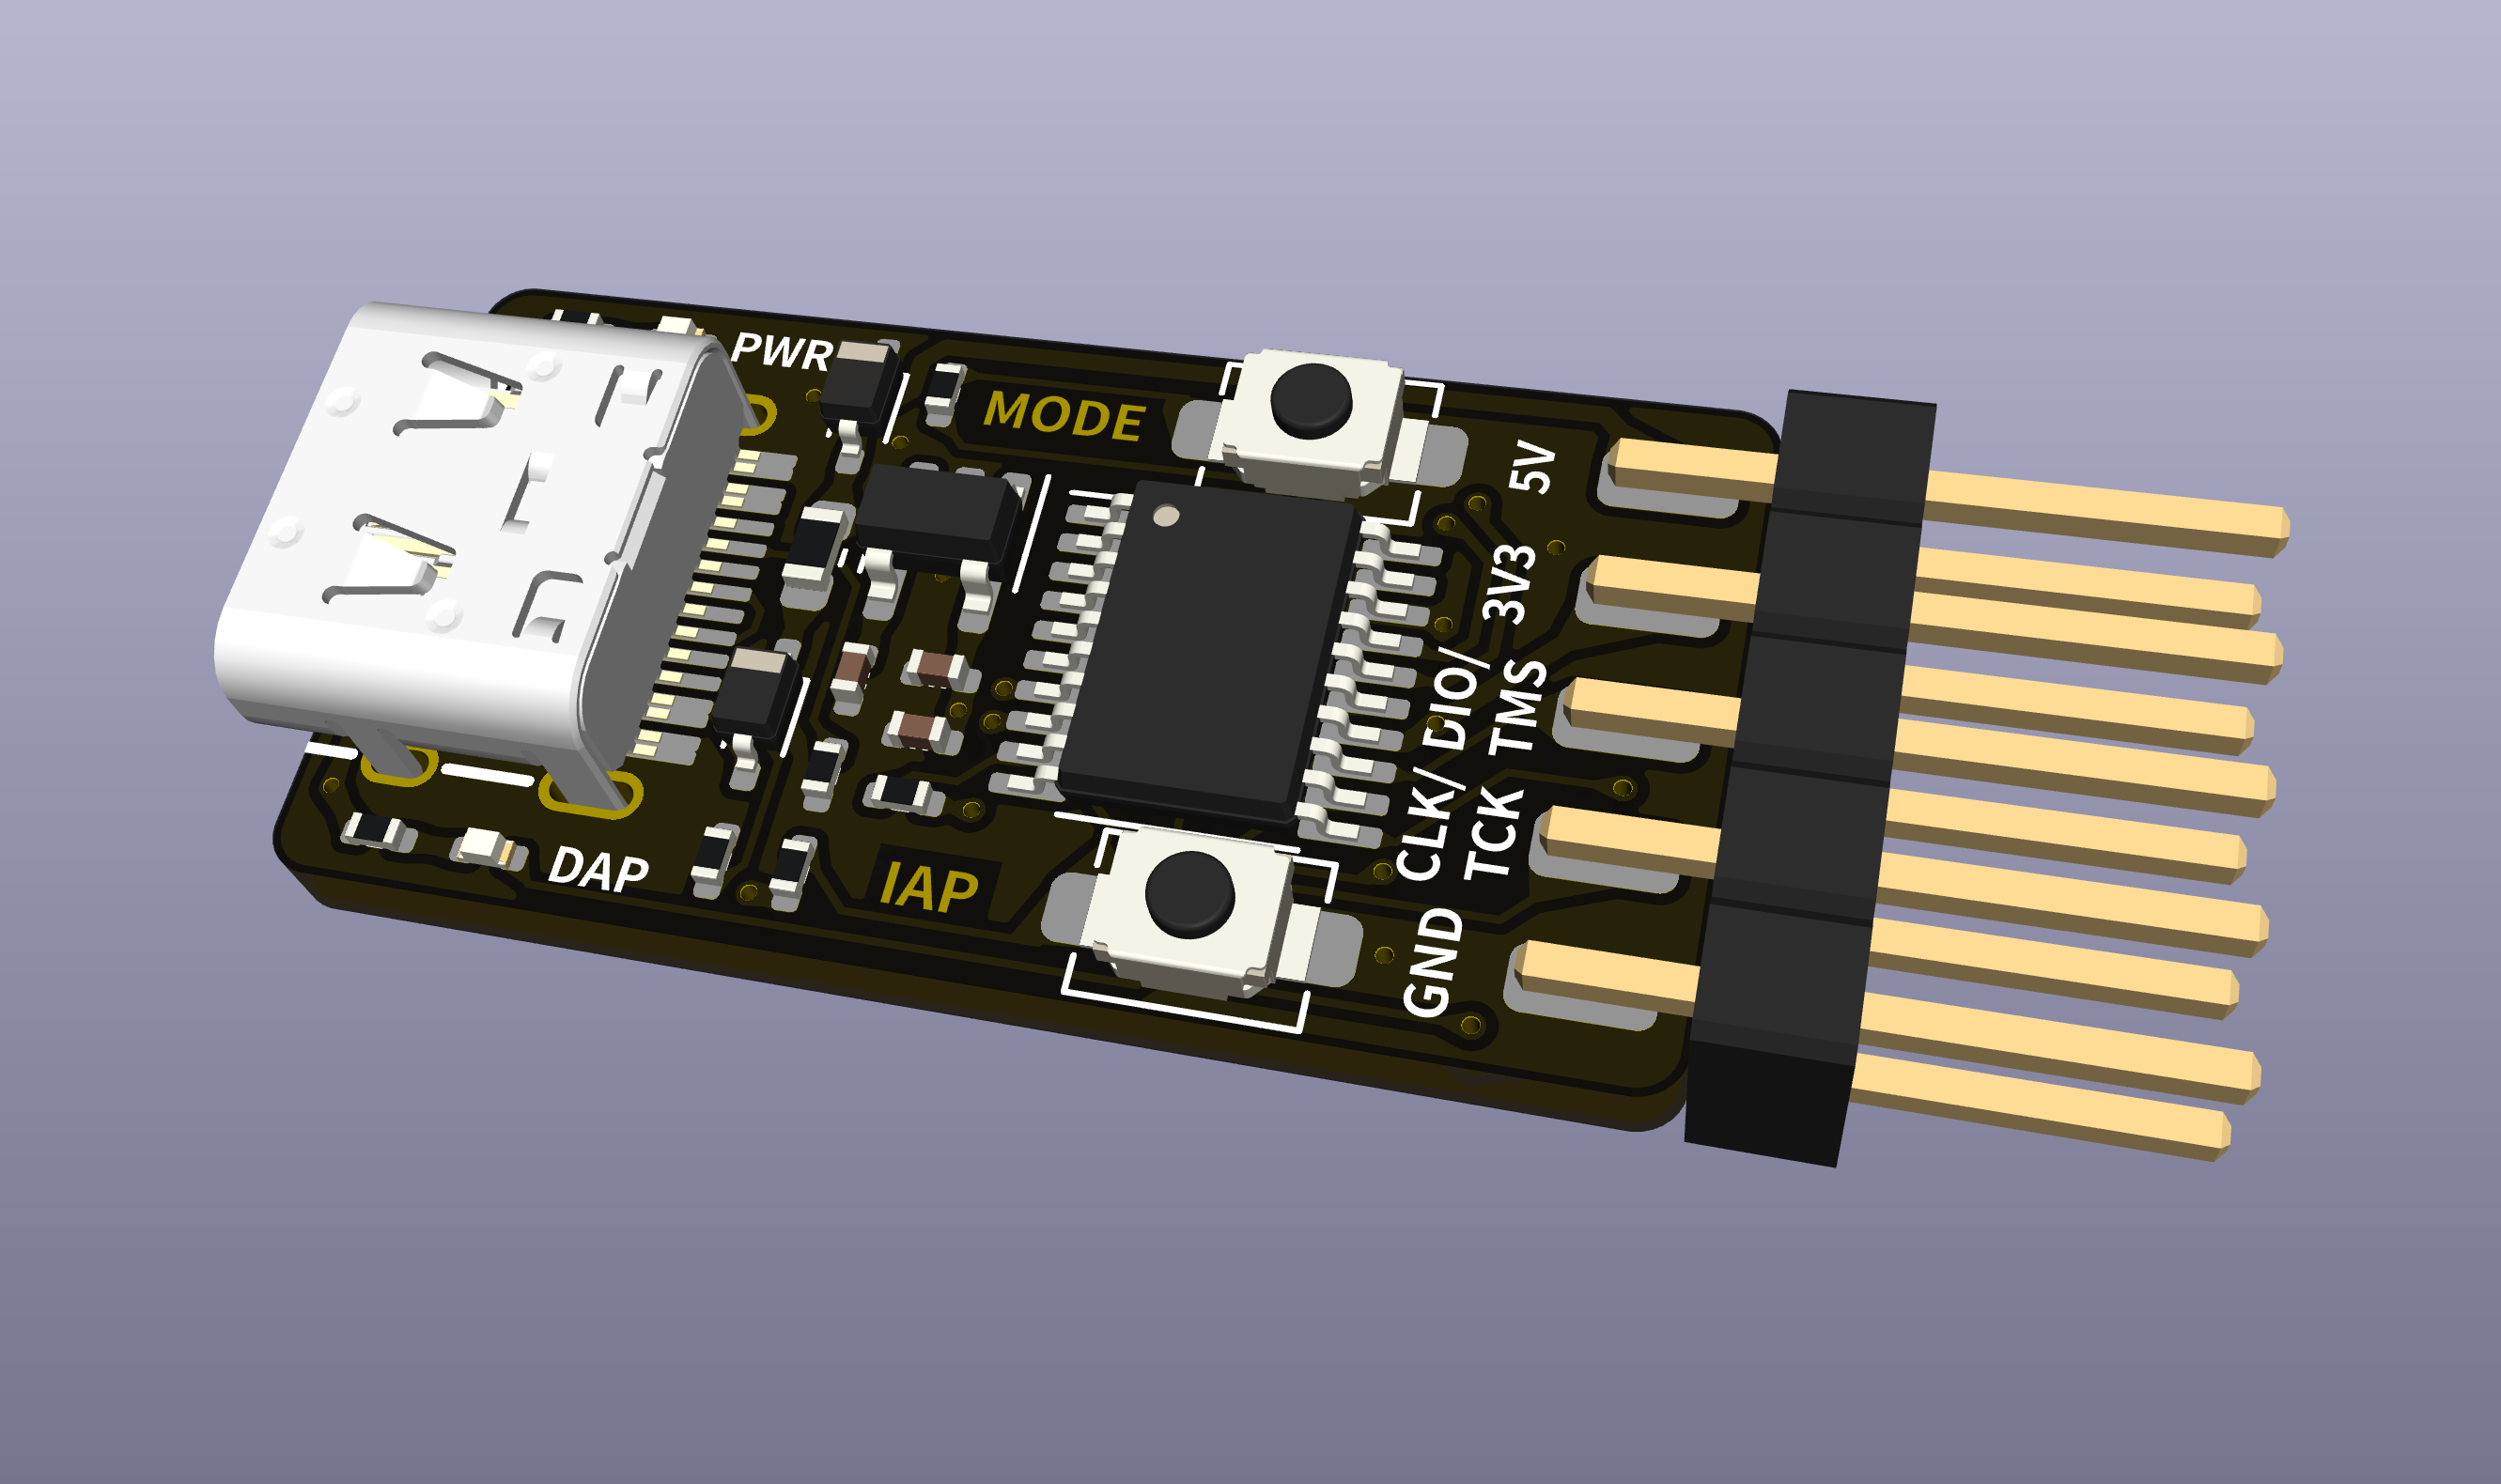 PWR
MODE
5V
3V3
DIO/
TMS
CLK/
TCK
GND
DAP
IAP